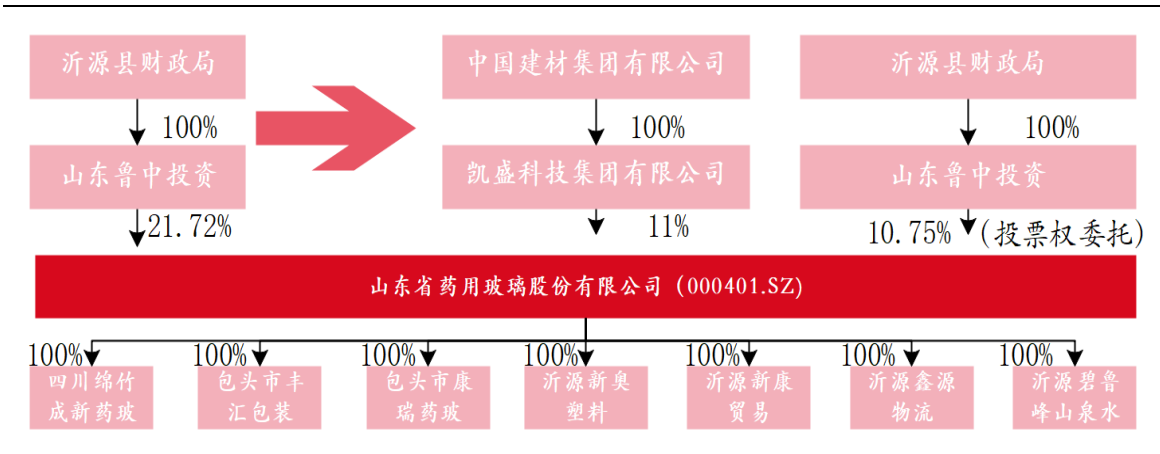 沂源县财政局
中国建材集团有限公司
沂源县财政局
100%
100%
100%
山东鲁中投资
凯盛科技集团有限公司
山东鲁中投资
21.72%
11%
10.75%
(投票权委托)
山东省药用玻璃股份有限公司（000401.SZ)
100%
100%
100%
100%
100%
100%
100%
四川绵竹
成新药玻
包头市丰
汇包装
包头市康
瑞药玻
沂源新奥
塑料
沂源新康
贸易
沂源鑫源
物流
沂源碧鲁
峰山泉水